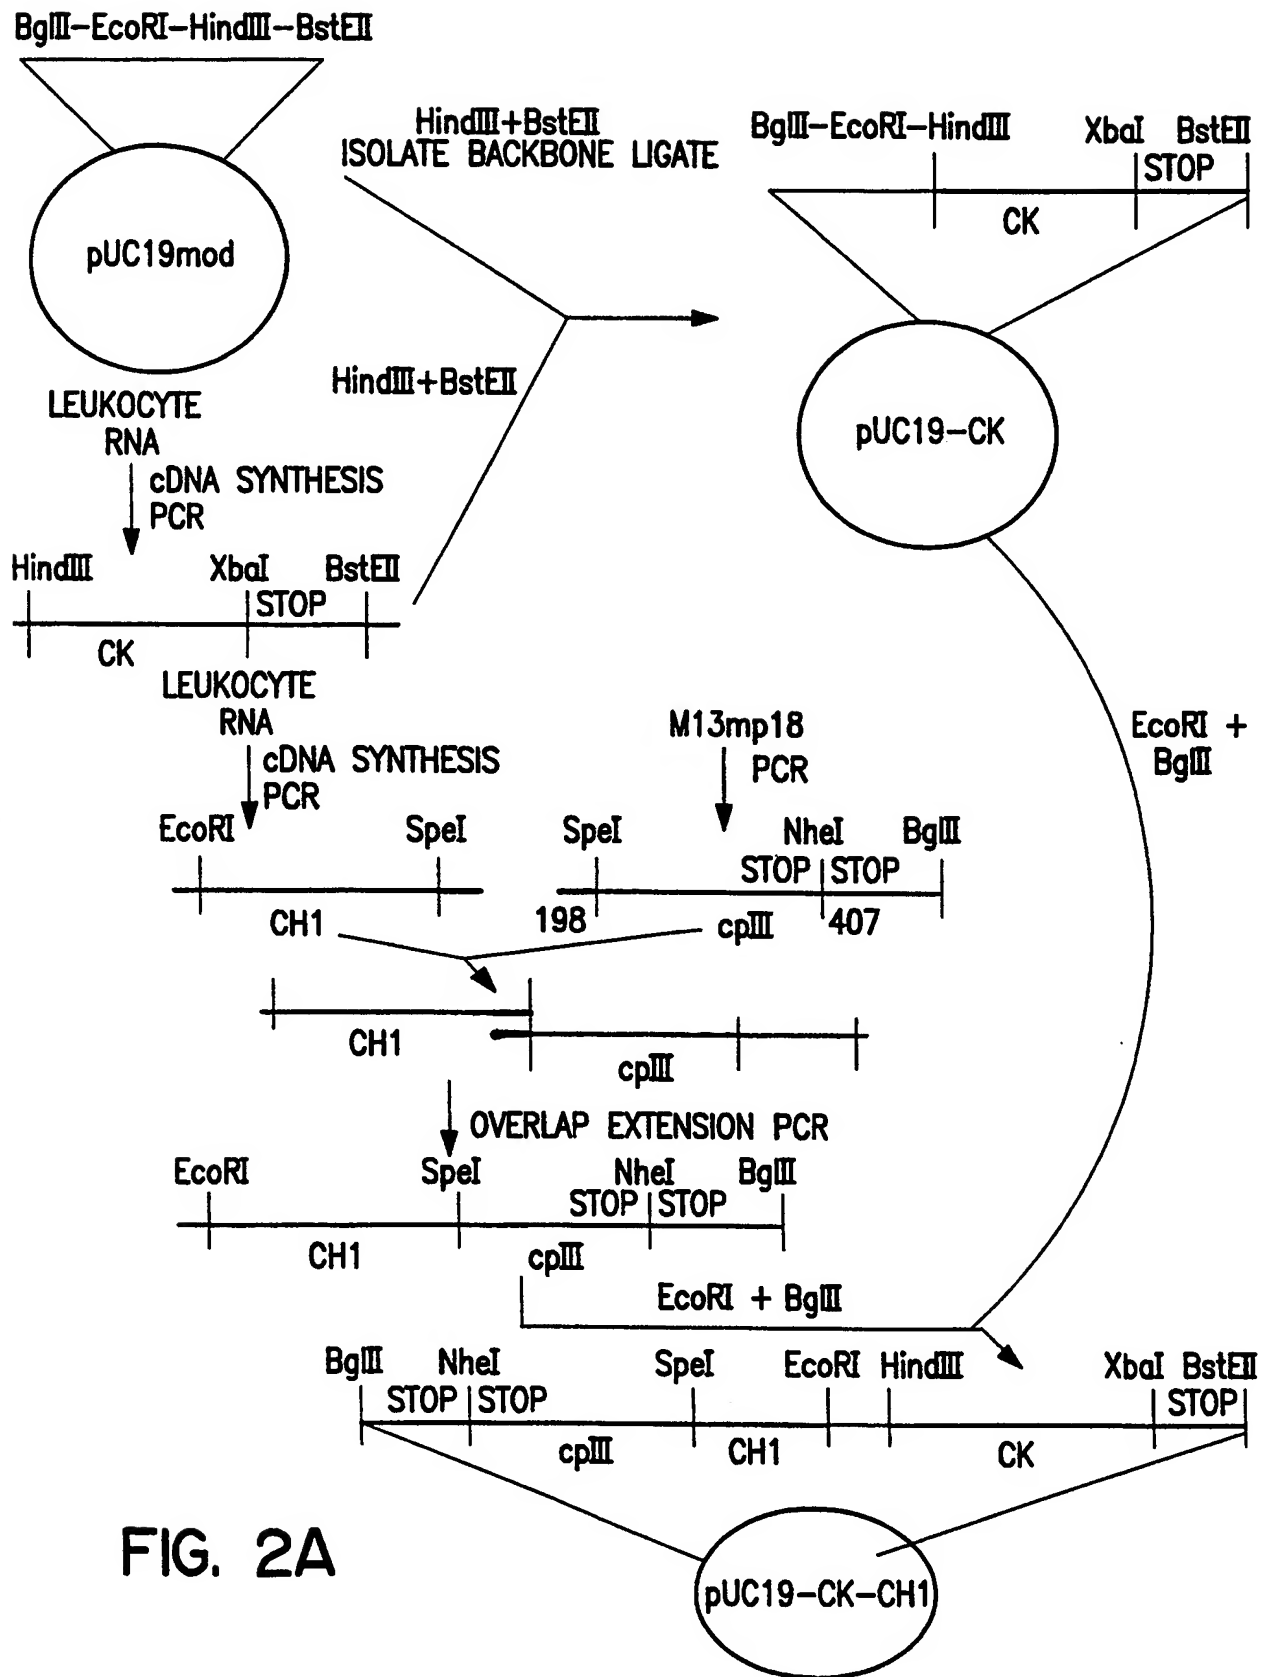 BglII-EcoRI-HindIII-BstEII
pUC19mod
HindIII+BstEII
ISOLATE BACKBONE LIGATE
BglII-EcoRI-HindIII XbaI BstEII
STOP
CK
pUC19-CK
HindIII+BstEII
LEUKOCYTE
RNA
cDNA SYNTHESIS
PCR
HindIII XbaI BstEII
STOP
CK
LEUKOCYTE
RNA
cDNA SYNTHESIS
PCR
M13mp18
PCR
EcoRI +
BglII
EcoRI SpeI
CH1
SpeI NheI BglII
STOP STOP
198 cpIII 407
CH1
cpIII
OVERLAP EXTENSION PCR
EcoRI SpeI NheI BglII
STOP STOP
CH1 cpIII
EcoRI + BglII
BglII NheI SpeI EcoRI HindIII XbaI BstEII
STOP STOP STOP
cpIII CH1 CK
pUC19-CK-CH1
FIG. 2A